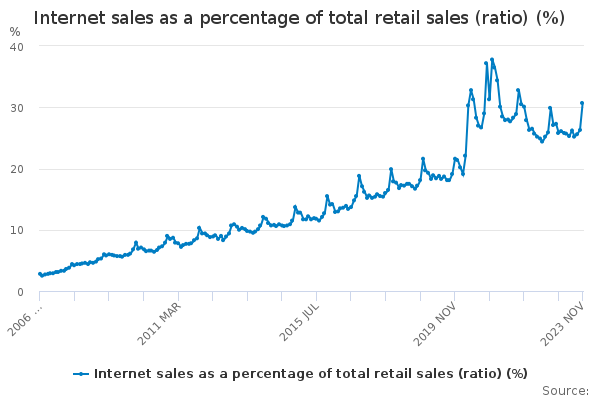 Internet sales as a percentage of total retail sales (ratio) (%)
%
40
30
20
10
0
2006 ...
2011 MAR
2015 JUL
2019 NOV
2023 NOV
Internet sales as a percentage of total retail sales (ratio) (%)
Source: